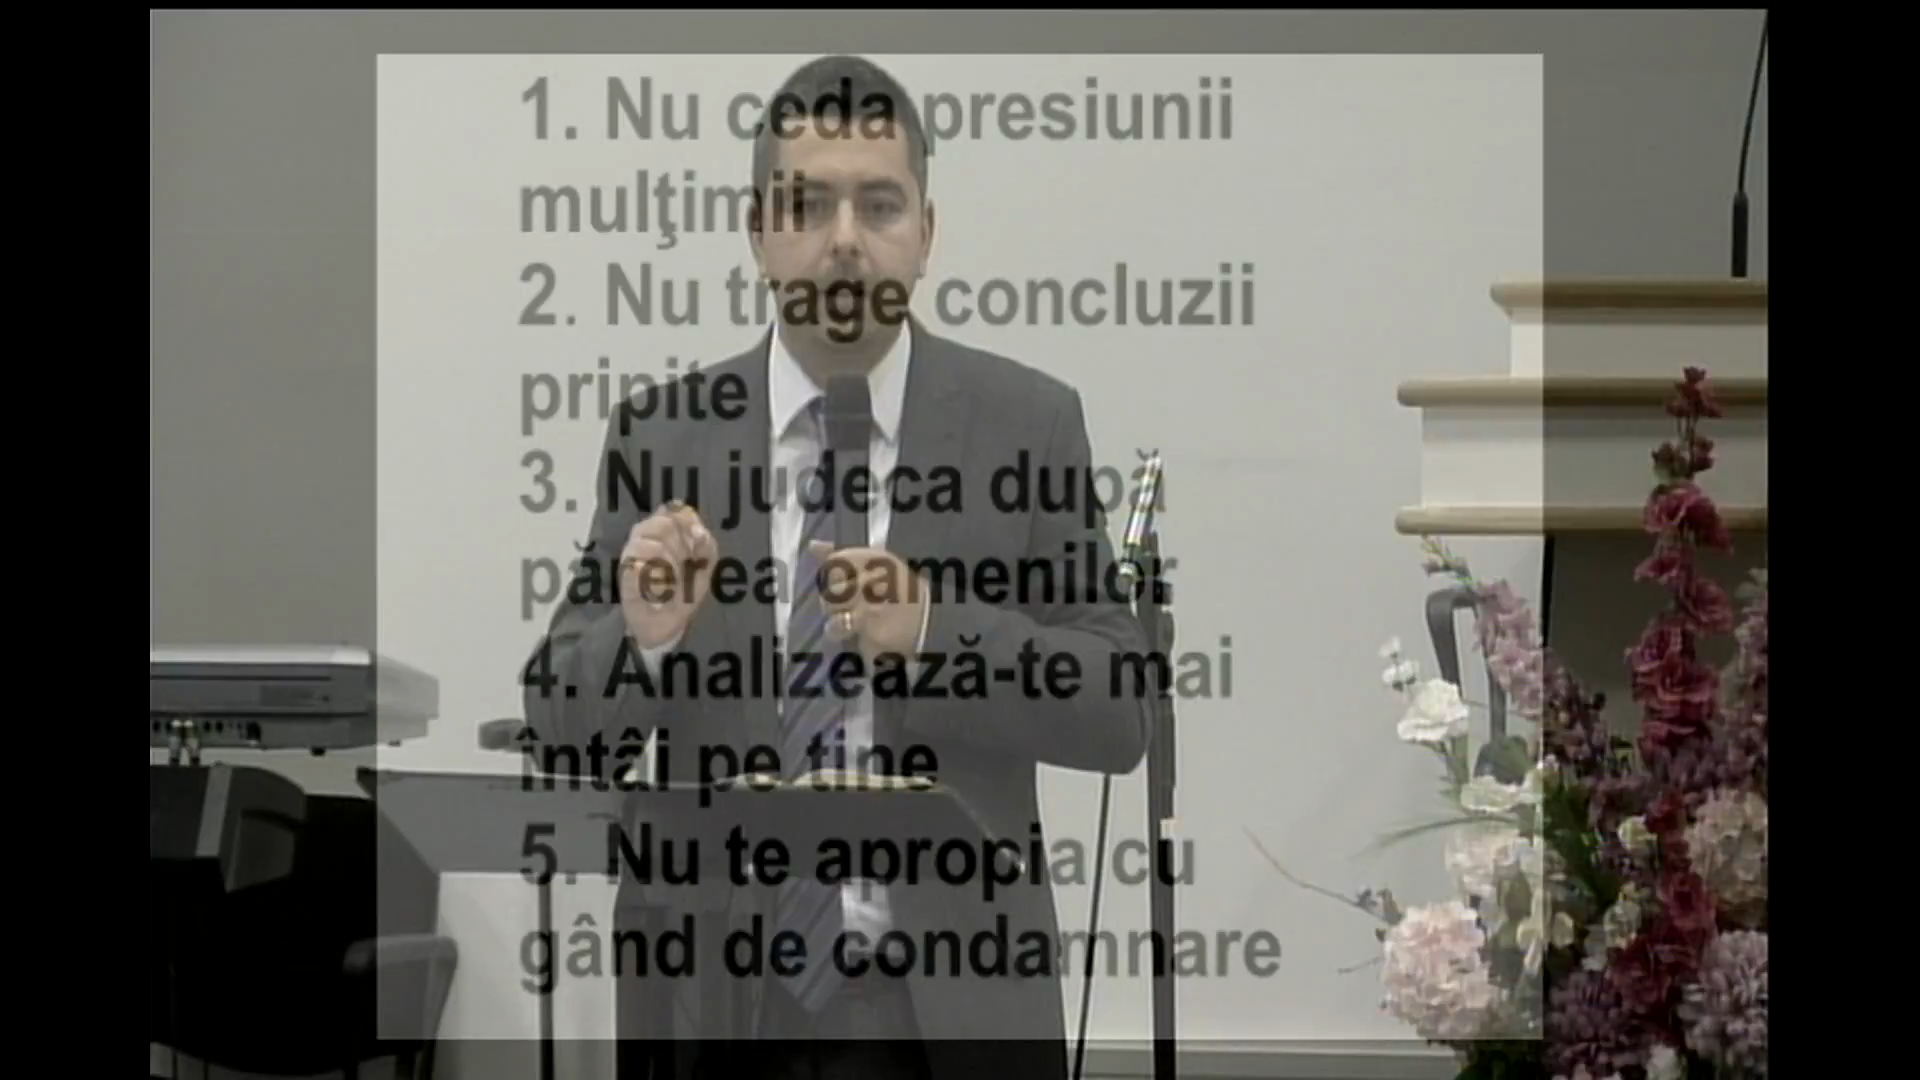 1. Nu ceda presiunii
mulţimii
2. Nu trage concluzii
pripite
3. Nu judeca după
părerea oamenilor
4. Analizează-te mai
întâi pe tine
5. Nu te apropia cu
gând de condamnare